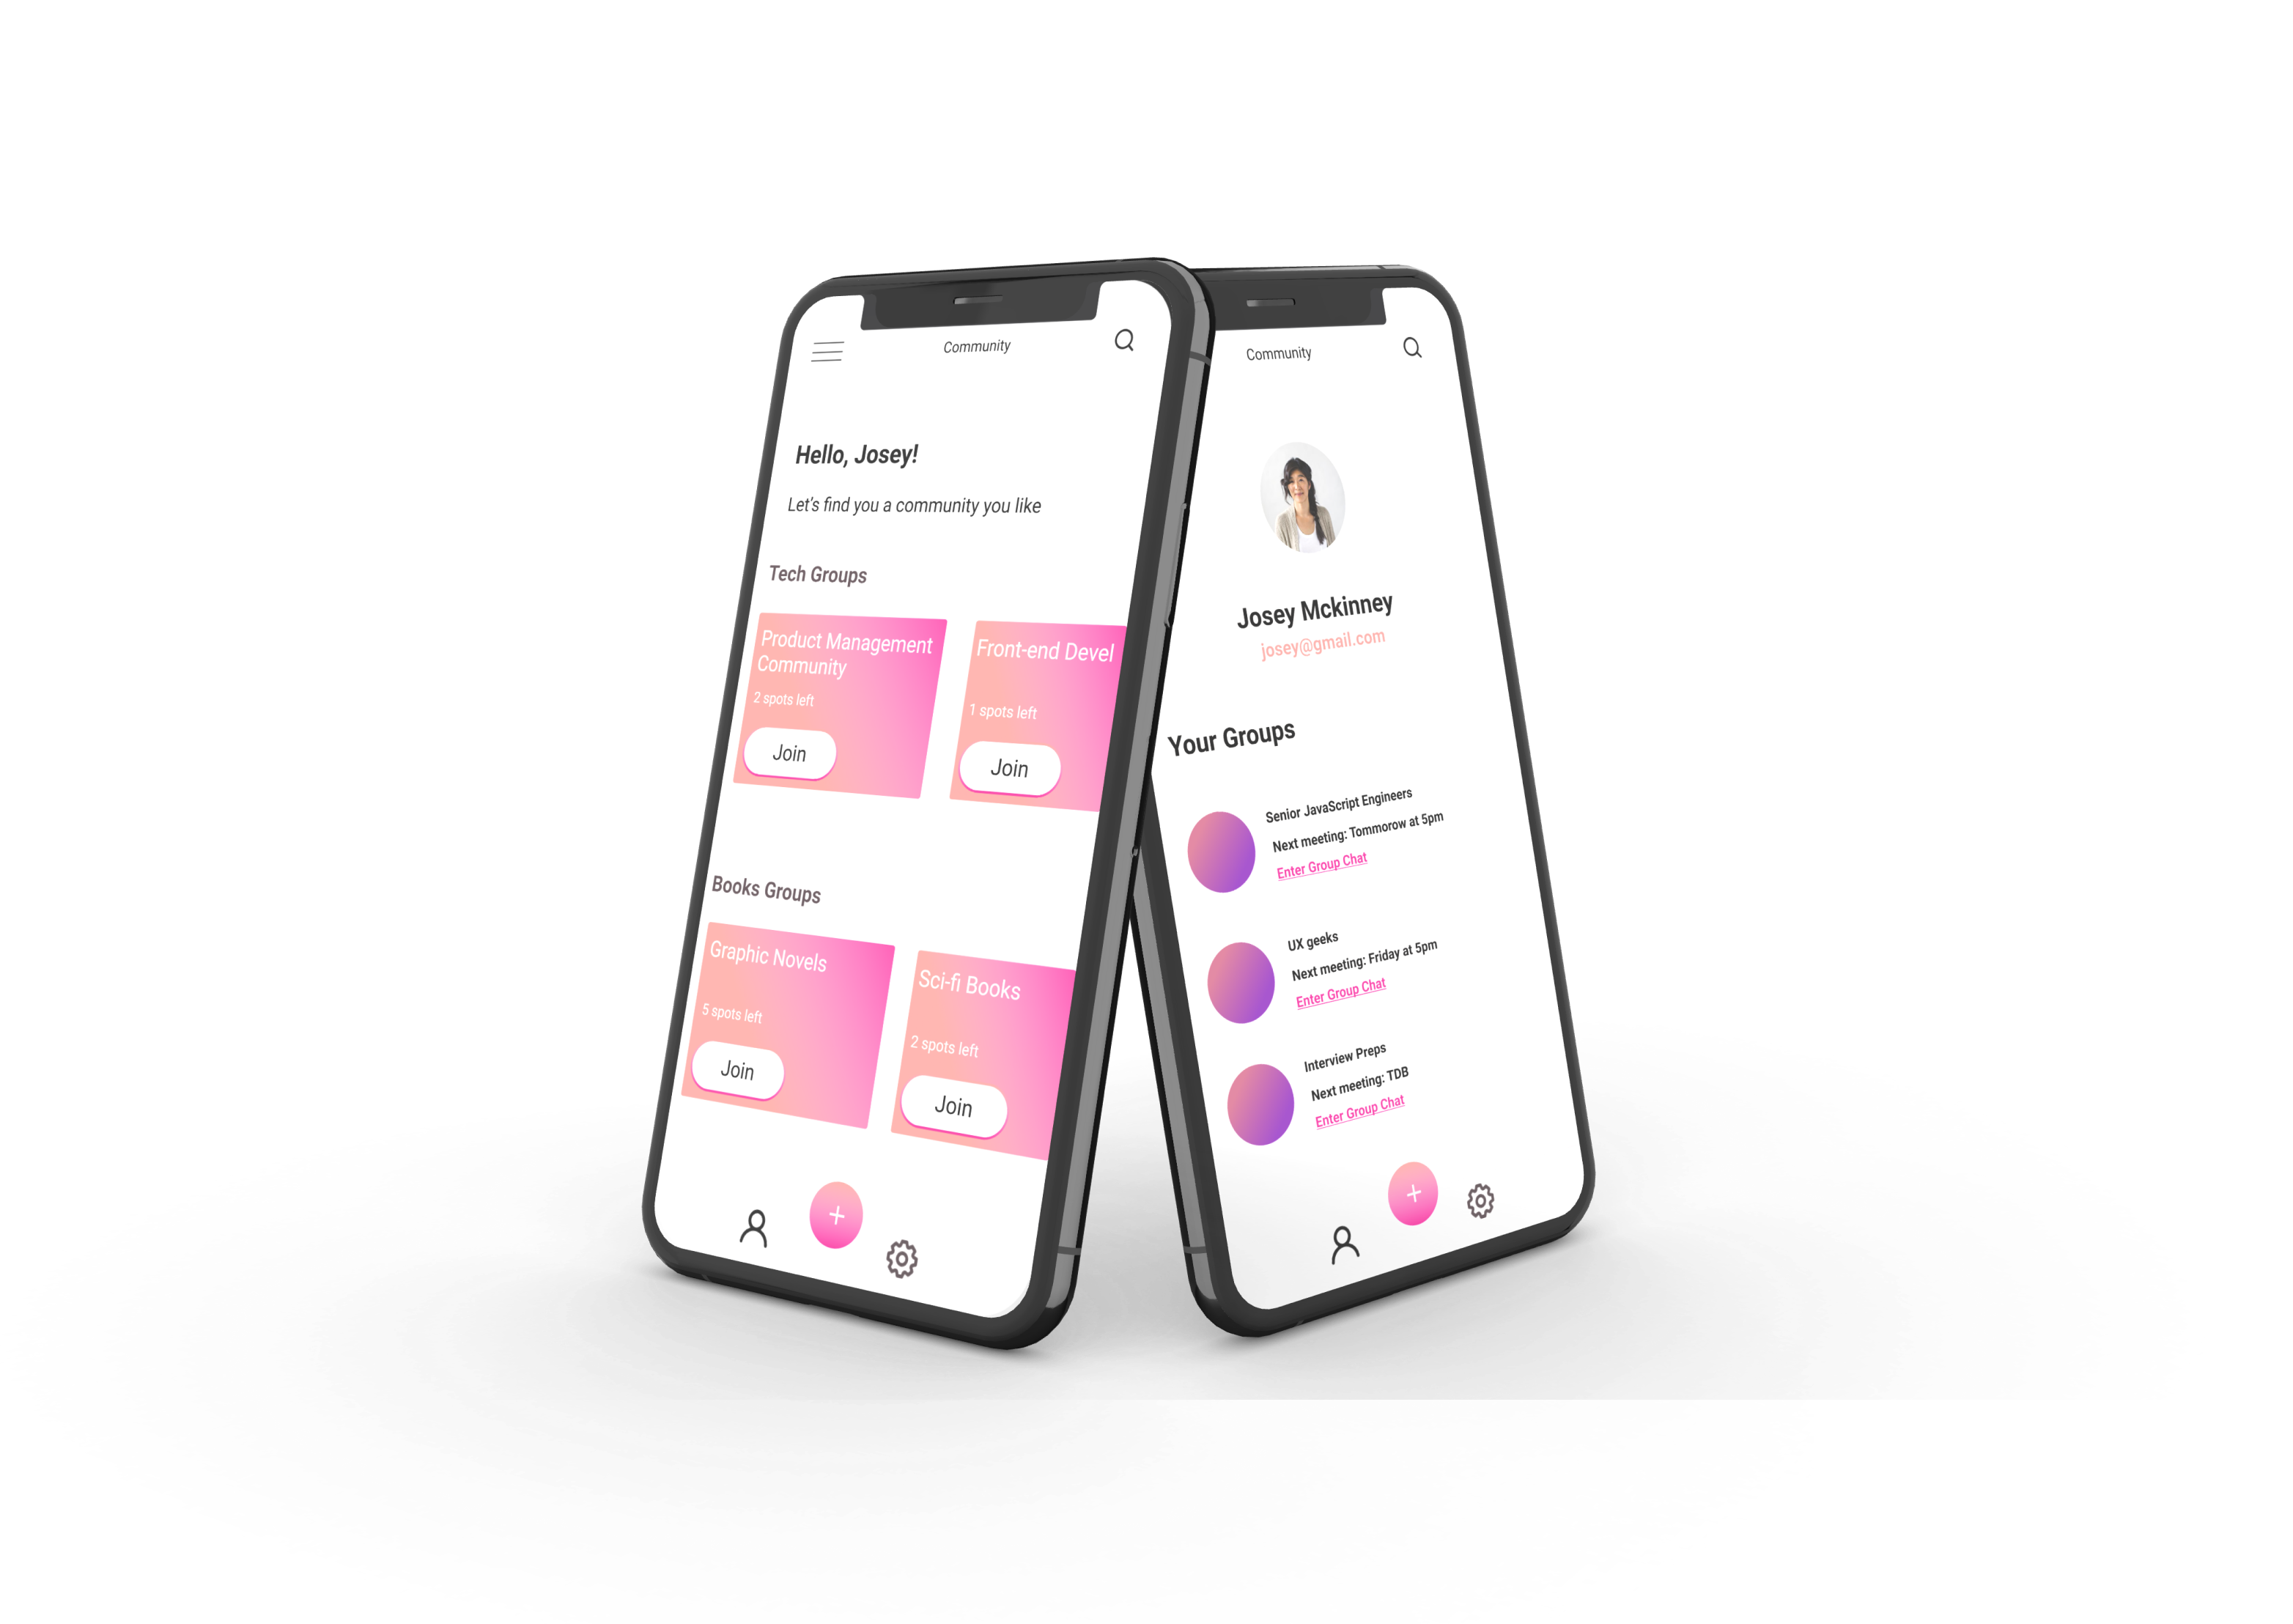 Community
Hello, Josey!
Let's find you a community you like
Tech Groups
Product Management
Community
2 spots left
Join
Front-end Devel
1 spots left
Join
Books Groups
Graphic Novels
5 spots left
Join
Sci-fi Books
2 spots left
Join
Community
Josey Mckinney
josey@gmail.com
Your Groups
Senior JavaScript Engineers
Next meeting: Tommorow at 5pm
Enter Group Chat
UX geeks
Next meeting: Friday at 5pm
Enter Group Chat
Interview Preps
Next meeting: TDB
Enter Group Chat